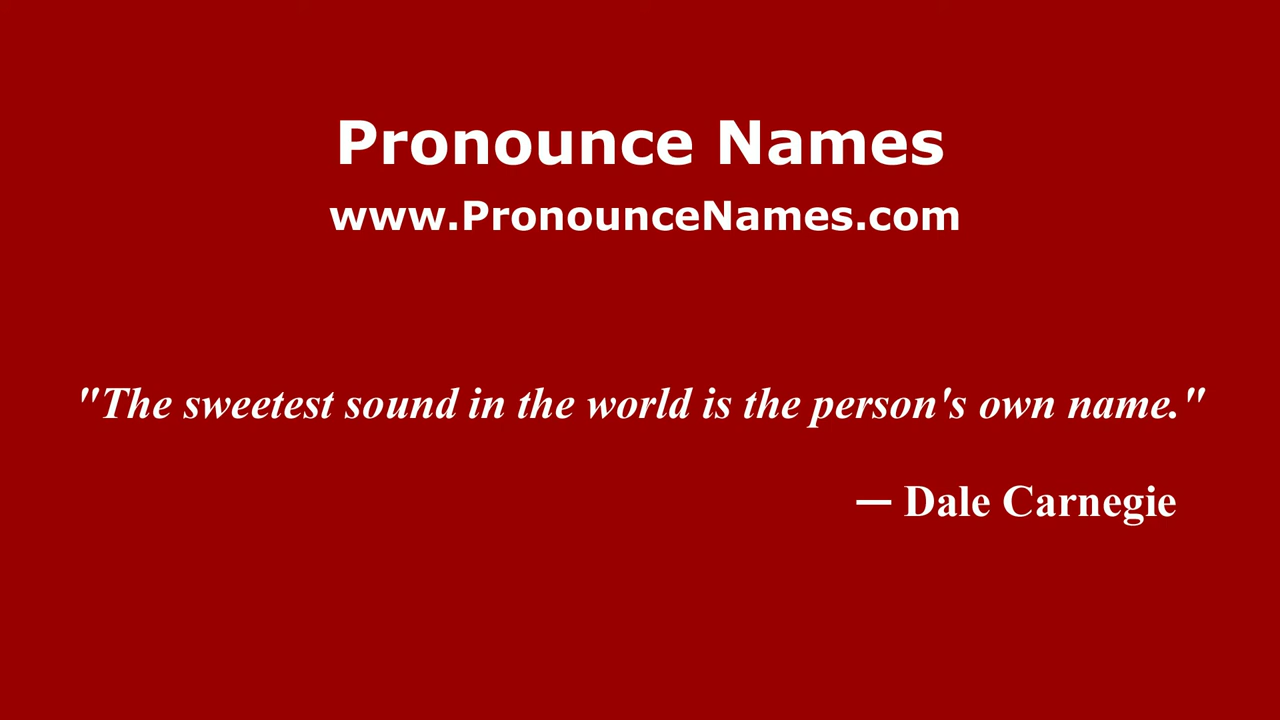 Pronounce Names
www.PronounceNames.com
"The sweetest sound in the world is the person's own name."
— Dale Carnegie